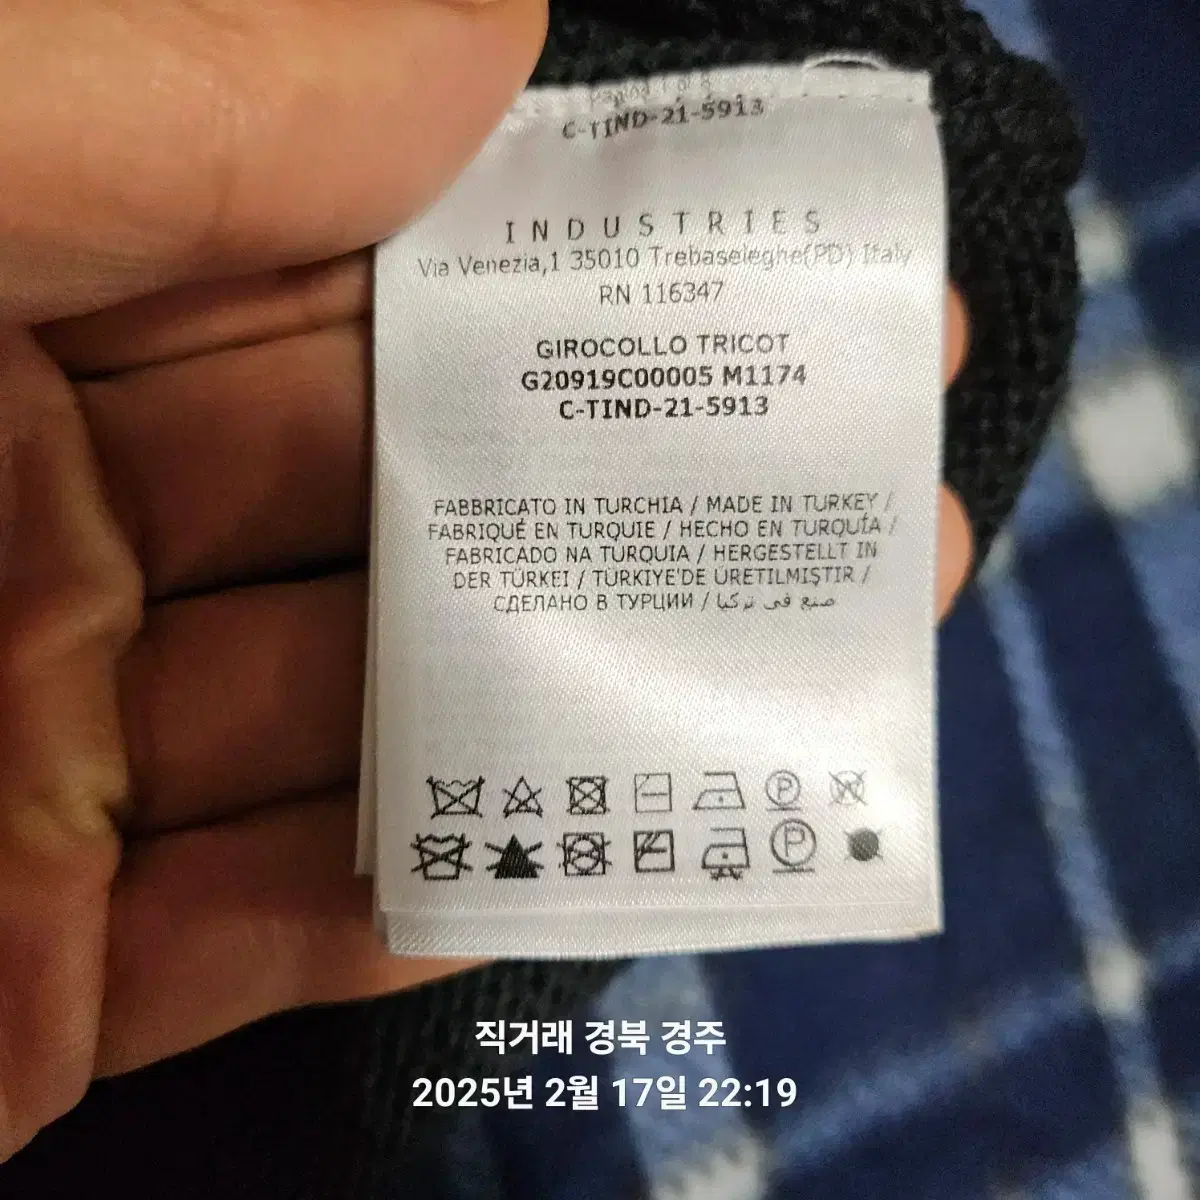 C-TIND-21-5913
INDUSTRIES
Via Venezia,1 35010 Trebaseleghe(PD) Italy
RN 116347
GIROCOLLO TRICOT
G20919C00005 M1174
C-TIND-21-5913
FABBRICATO IN TURCHIA / MADE IN TURKEY /
FABRIQUÉ EN TURQUIE / HECHO EN TURQUÍA /
FABRICADO NA TURQUIA / HERGESTELLT IN
DER TÜRKEI / TÜRKIYE'DE ÜRETILMIŞTIR /
СДЕЛАНО В ТУРЦИИ / صنع في تركيا
P
P
직거래 경북 경주
2025년 2월 17일 22:19